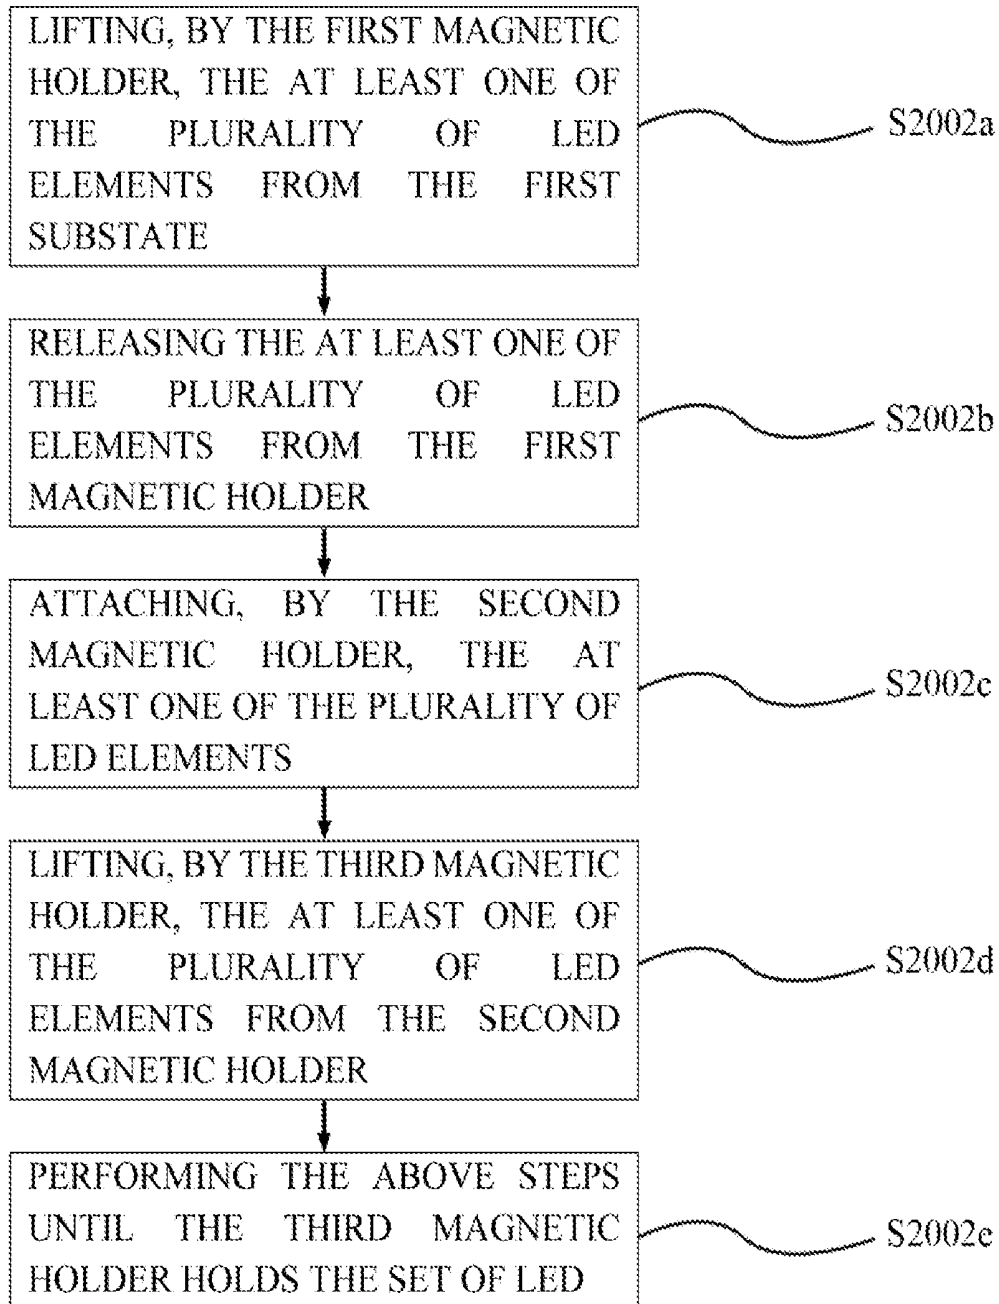 LIFTING, BY THE FIRST MAGNETIC
HOLDER, THE AT LEAST ONE OF
THE PLURALITY OF LED
ELEMENTS FROM THE FIRST
SUBSTATE
S2002a
RELEASING THE AT LEAST ONE OF
THE PLURALITY OF LED
ELEMENTS FROM THE FIRST
MAGNETIC HOLDER
S2002b
ATTACHING, BY THE SECOND
MAGNETIC HOLDER, THE AT
LEAST ONE OF THE PLURALITY OF
LED ELEMENTS
S2002c
LIFTING, BY THE THIRD MAGNETIC
HOLDER, THE AT LEAST ONE OF
THE PLURALITY OF LED
ELEMENTS FROM THE SECOND
MAGNETIC HOLDER
S2002d
PERFORMING THE ABOVE STEPS
UNTIL THE THIRD MAGNETIC
HOLDER HOLDS THE SET OF LED
S2002e